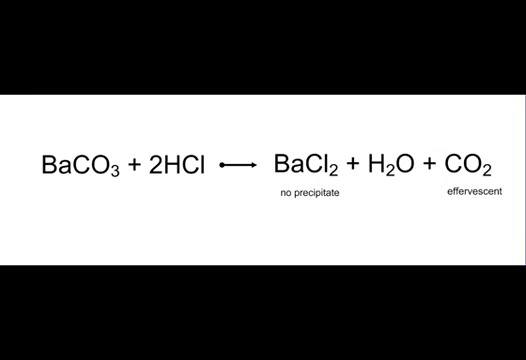 BaCO₃ + 2HCl ⟶ BaCl₂ + H₂O + CO₂
no precipitate effervescent